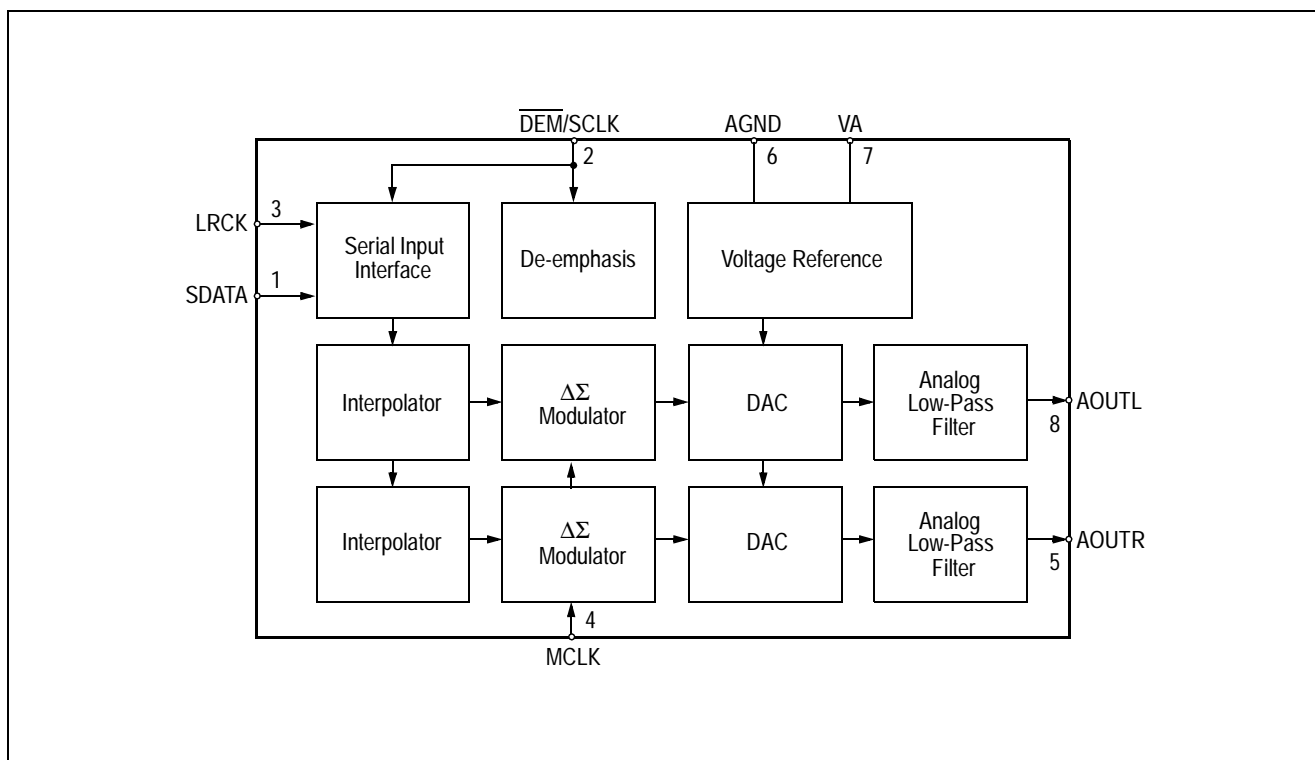 DEM/SCLK AGND VA
2 6 7
LRCK 3
Serial Input
Interface
De-emphasis
Voltage Reference
SDATA 1
Interpolator
ΔΣ
Modulator
DAC
Analog
Low-Pass
Filter
AOUTL
8
Interpolator
ΔΣ
Modulator
DAC
Analog
Low-Pass
Filter
AOUTR
5
4
MCLK